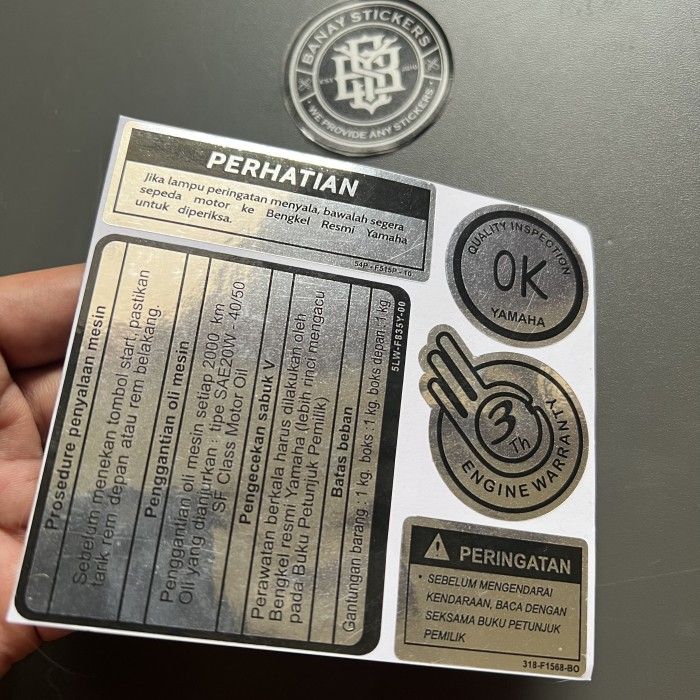 BANAY STICKERS
EST
WE PROVIDE ANY STICKERS
PERHATIAN
Jika lampu peringatan menyala, bawalah segera
sepeda motor ke Bengkel Resmi Yamaha
untuk diperiksa.
54P - F515P - 10
Prosedure penyalaan mesin
Sebelum menekan tombol start, pastikan
tarik rem depan atau rem belakang.
Penggantian oli mesin
Penggantian oli mesin setiap 2000 km
Oli yang dianjurkan : tipe SAE20W - 40/50
SF Class Motor Oil
Pengecekan sabuk V
Perawatan berkala harus dilakukan oleh
Bengkel resmi Yamaha (lebih rinci mengacu
pada Buku Petunjuk Pemilik)
Batas beban
Gantungan barang : 1 kg. boks : 1 kg. boks depan : 1 kg
5LW-F835Y-00
QUALITY INSPECTION
OK
YAMAHA
3Th
ENGINE WARRANTY
PERINGATAN
• SEBELUM MENGENDARAI
KENDARAAN, BACA DENGAN
SEKSAMA BUKU PETUNJUK
PEMILIK
318-F1568-BO